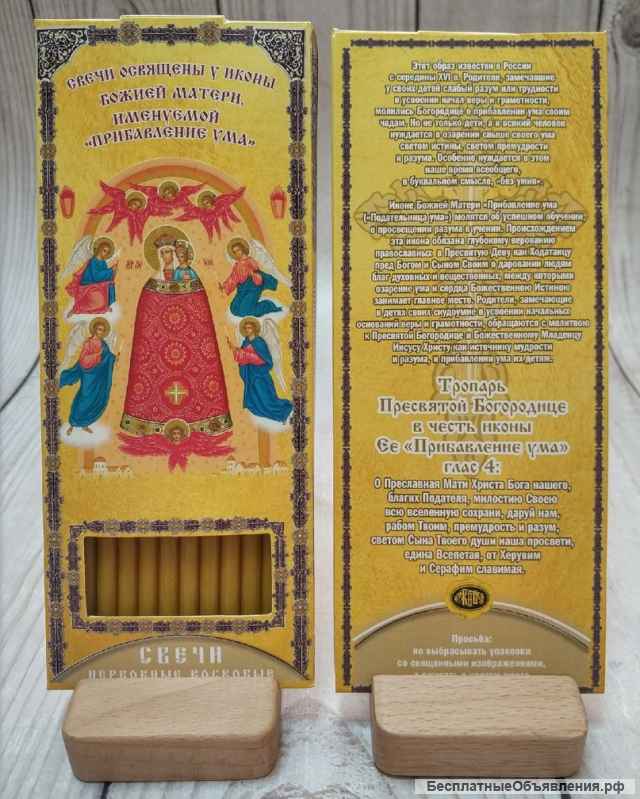 СВЕЧИ ОСВЯЩЕНЫ У ИКОНЫ
БОЖИЕЙ МАТЕРИ,
ИМЕНУЕМОЙ
«ПРИБАВЛЕНИЕ УМА»
СВЕЧИ
ЦЕРКОВНЫЕ ВОСКОВЫЕ
Этот образ известен в России
с середины XVI в. Родители, замечавшие
у своих детей слабый разум или трудности
в усвоении начал веры и грамотности,
молились Богородице о прибавлении ума своим
чадам. Но не только дети, а и всякий человек
нуждается в озарении свыше своего ума
светом истины, светом премудрости
и разума. Особенно нуждается в этом
наше время всеобщего,
в буквальном смысле, «без-умия».
Иконе Божией Матери «Прибавление ума
(«Подательница ума») молятся об успешном обучении,
о просвещении разума в учении. Происхождением
эта икона обязана глубокому верованию
православных в Пресвятую Деву как Ходатаицу
пред Богом и Сыном Своим о даровании людям
благ духовных и вещественных, между которыми
озарение ума и сердца Божественною Истиною
занимает главное место. Родители, замечающие
в детях своих скудоумие в усвоении начальных
оснований веры и грамотности, обращаются с молитвою
к Пресвятой Богородице и Божественному Младенцу
Иисусу Христу как источнику мудрости
и разума, о прибавлении ума их детям.
Тропарь
Пресвятой Богородице
в честь иконы
Ее «Прибавление ума»
глас 4:
О Преславная Мати Христа Бога нашего,
благих Подателя, милостию Своею
всю вселенную сохрани, даруй нам,
рабом Твоим, премудрость и разум,
светом Сына Твоего души наша просвети,
едина Всепетая, от Херувим
и Серафим славимая.
Просьба:
не выбрасывать упаковки
со священными изображениями,
БесплатныеОбъявления.рф